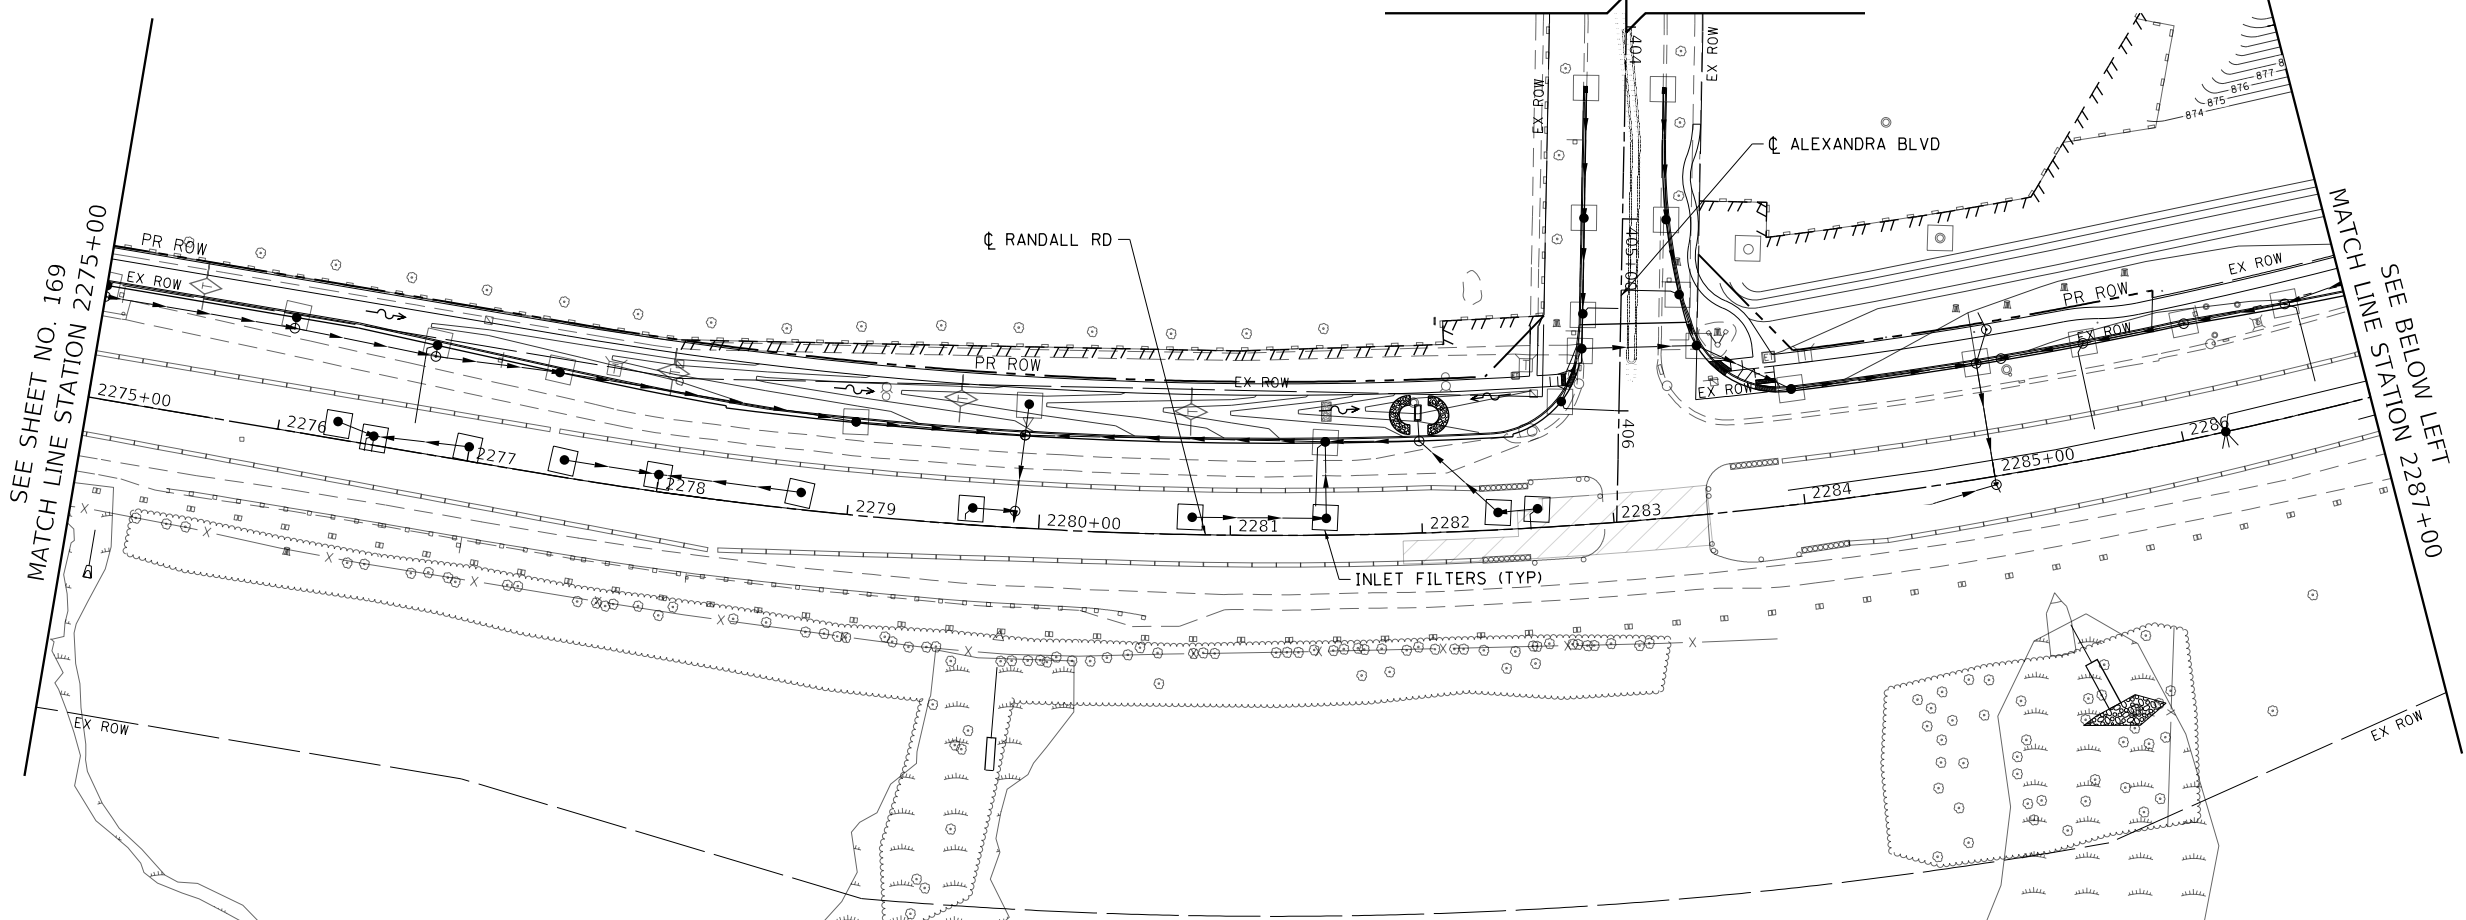 SEE SHEET NO. 169
MATCH LINE STATION 2275+00
PR ROW
EX ROW
2275+00
2276
2277
2278
2279
2280+00
2281
2282
2283
2284
2285+00
2286
℄ RANDALL RD
PR ROW
EX ROW
EX ROW
EX ROW
404
405+00
406
℄ ALEXANDRA BLVD
INLET FILTERS (TYP)
EX ROW
PR ROW
EX ROW
EX ROW
874
875
876
877
8
MATCH LINE STATION 2287+00
SEE BELOW LEFT
EX ROW
EX ROW